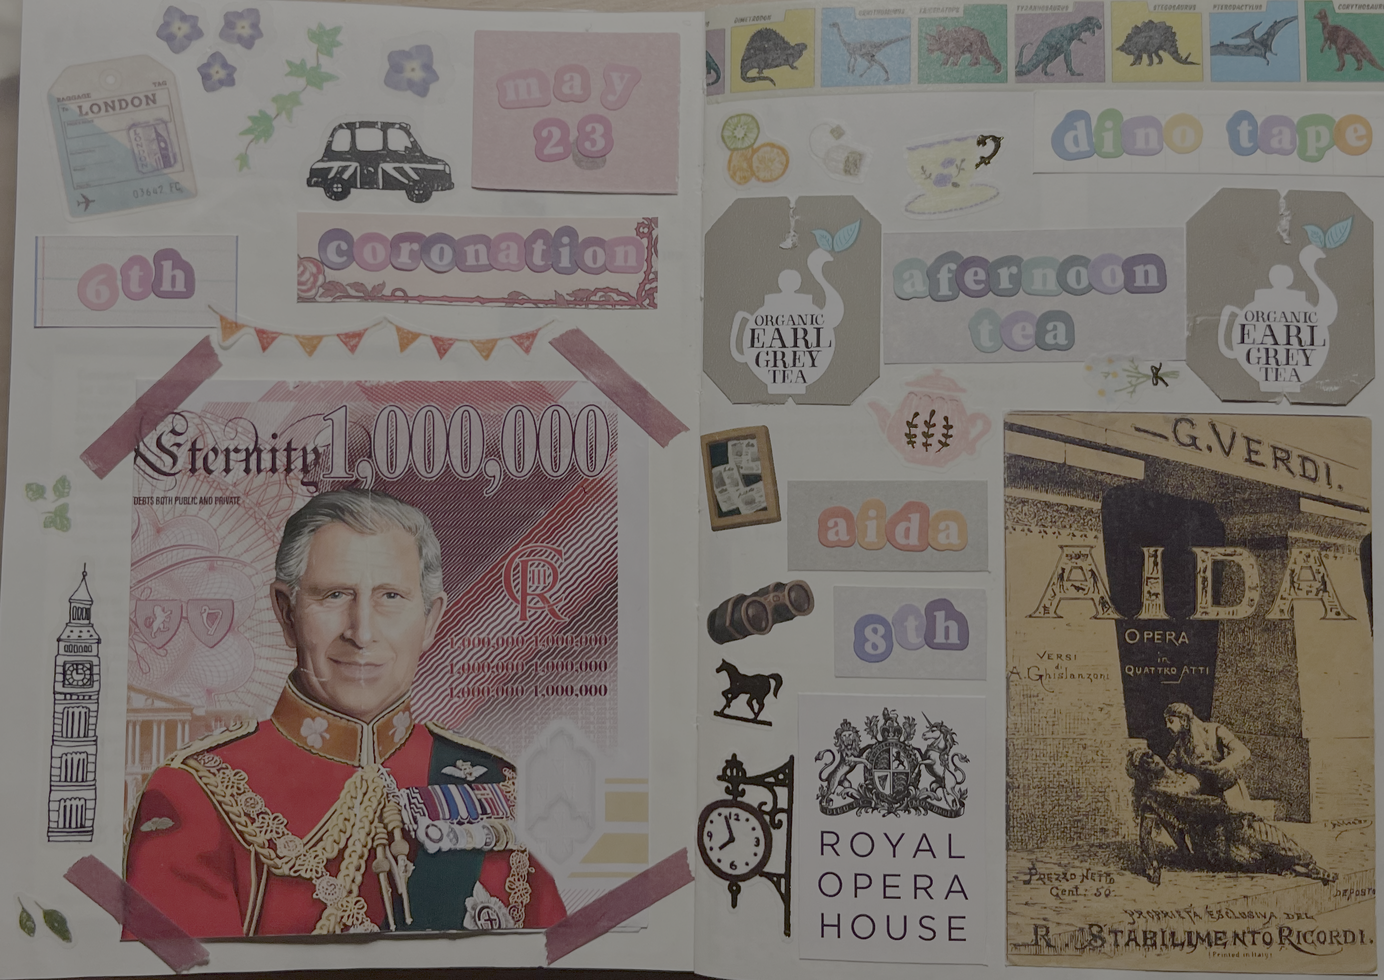 BAGGAGE TAG
To LONDON
03642 FC
may
23
6th
coronation
Eternity 1,000,000
DEBTS BOTH PUBLIC AND PRIVATE
CIIIR
1,000,000 1,000,000
1,000,000 1,000,000
1,000,000 1,000,000
DIMETRODON
TYRANNOSAURUS
STEGOSAURUS
PTERODACTYLUS
CORYTHOSAURUS
dino tape
ORGANIC
EARL
GREY
TEA
afernoon
tea
ORGANIC
EARL
GREY
TEA
aida
8th
ROYAL
OPERA
HOUSE
G. VERDI.
AIDA
OPERA
in
QUATTRO ATTI
VERSI
di
A. Ghislanzoni
PREZZO NETTO
Cent: 50
deposto
PROPRIETÀ ESCLUSIVA DEL
R. STABILIMENTO RICORDI.
(Printed in Italy)